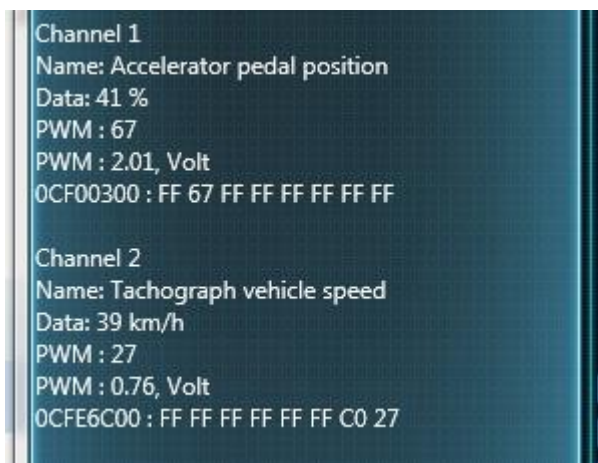 Channel 1
Name: Accelerator pedal position
Data: 41 %
PWM : 67
PWM : 2.01, Volt
0CF00300 : FF 67 FF FF FF FF FF FF
Channel 2
Name: Tachograph vehicle speed
Data: 39 km/h
PWM : 27
PWM : 0.76, Volt
0CFE6C00 : FF FF FF FF FF FF C0 27